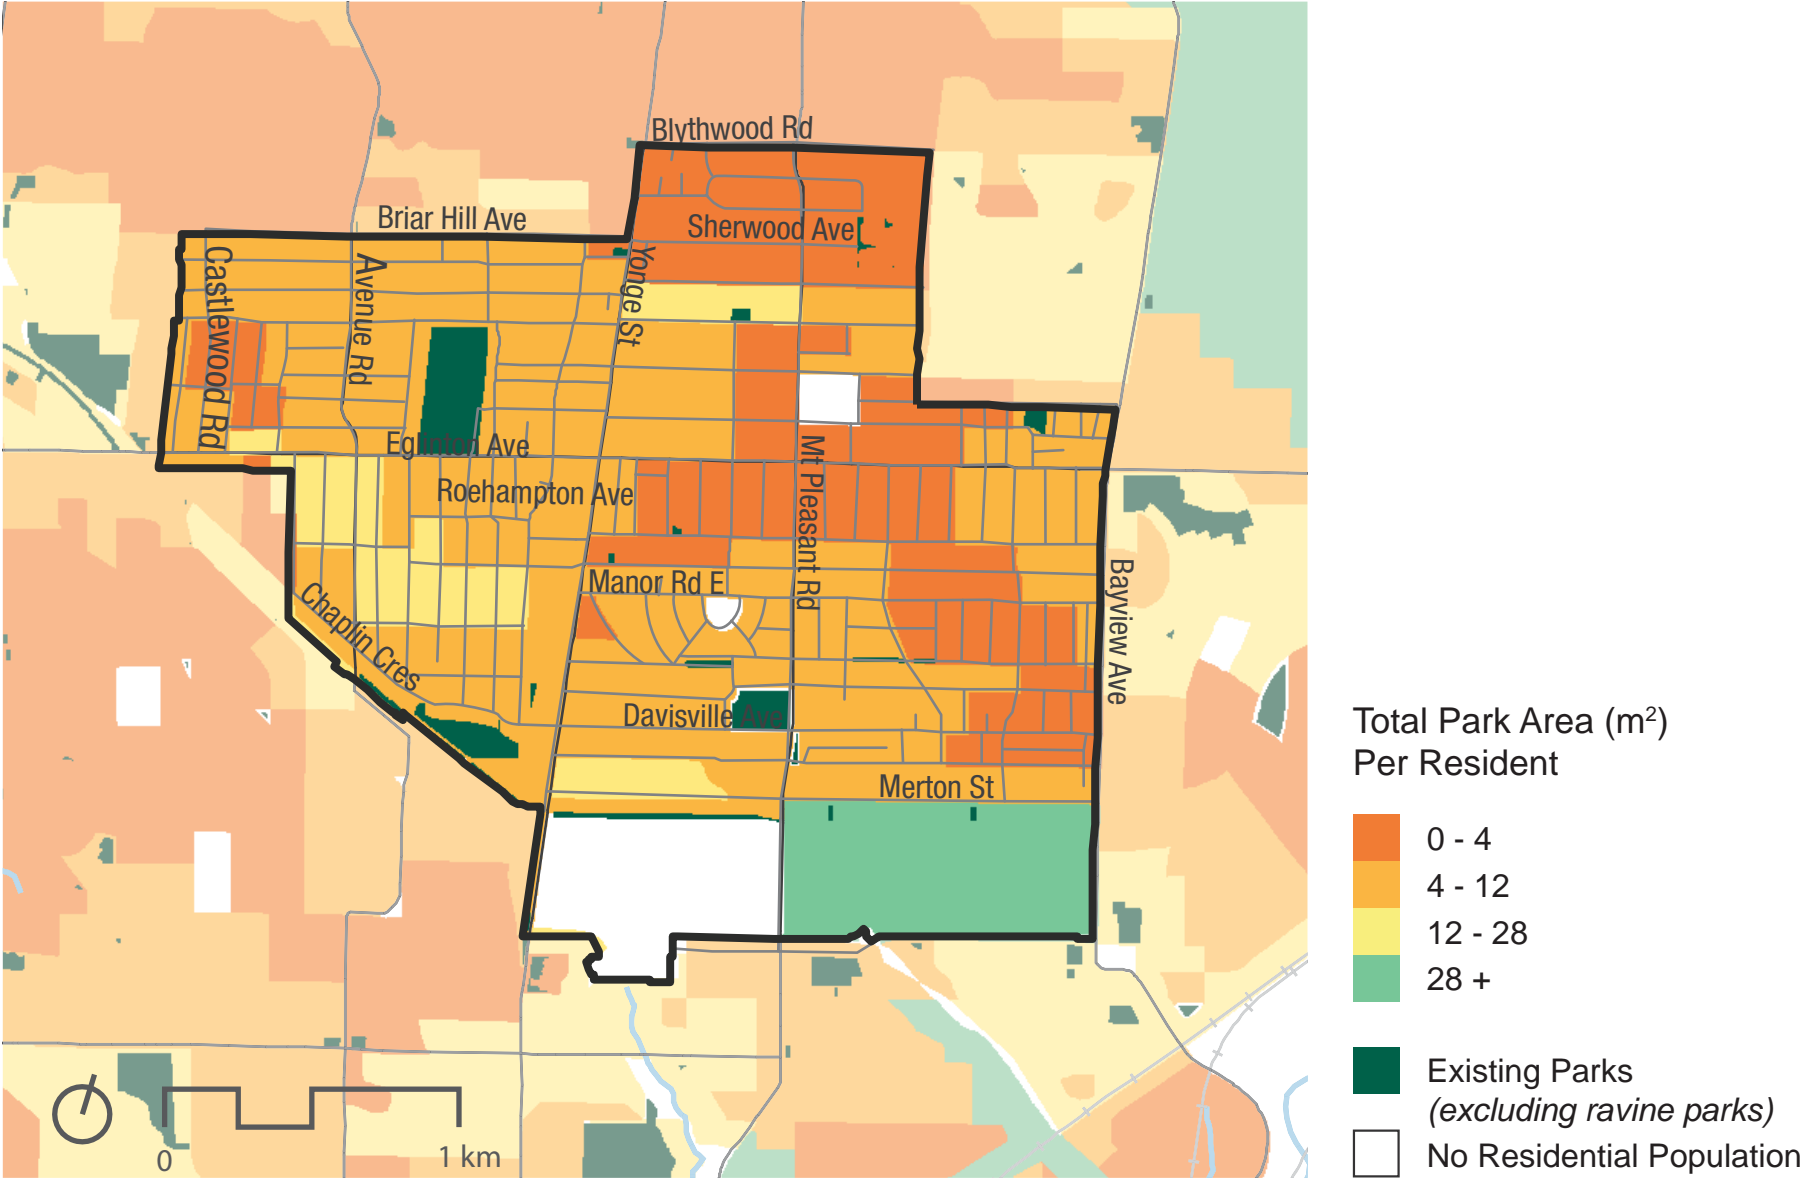 Blythwood Rd
Briar Hill Ave
Sherwood Ave
Castlewood Rd
Avenue Rd
Yonge St
Eglinton Ave
Mt Pleasant Rd
Roehampton Ave
Manor Rd E
Chaplin Cres
Bayview Ave
Davisville Ave
Merton St
0
1 km
Total Park Area (m²)
Per Resident
0 - 4
4 - 12
12 - 28
28 +
Existing Parks
(excluding ravine parks)
No Residential Population